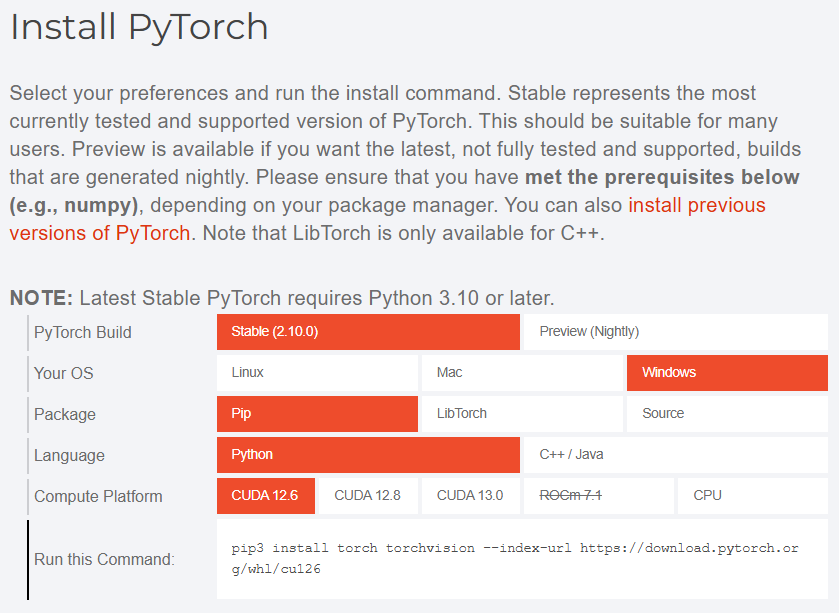 Install PyTorch
Select your preferences and run the install command. Stable represents the most
currently tested and supported version of PyTorch. This should be suitable for many
users. Preview is available if you want the latest, not fully tested and supported, builds
that are generated nightly. Please ensure that you have met the prerequisites below
(e.g., numpy), depending on your package manager. You can also install previous
versions of PyTorch. Note that LibTorch is only available for C++.
NOTE: Latest Stable PyTorch requires Python 3.10 or later.
PyTorch Build Stable (2.10.0) Preview (Nightly)
Your OS Linux Mac Windows
Package Pip LibTorch Source
Language Python C++ / Java
Compute Platform CUDA 12.6 CUDA 12.8 CUDA 13.0 ROCm 7.1 CPU
Run this Command: pip3 install torch torchvision --index-url https://download.pytorch.or
g/whl/cu126